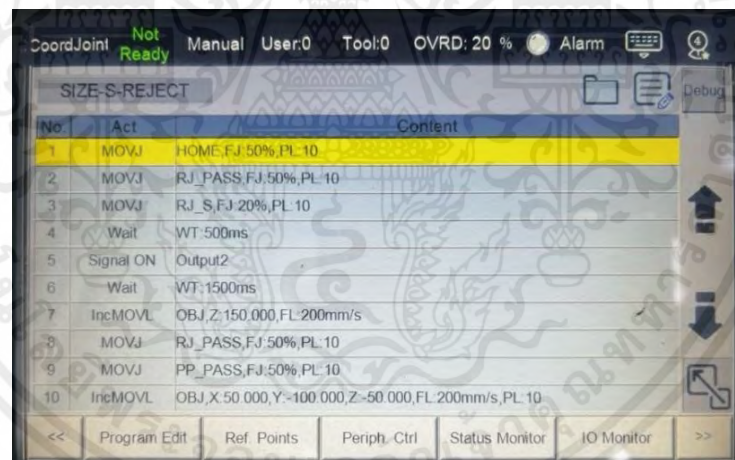 CoordJoint Not Ready Manual User:0 Tool:0 OVRD: 20 % Alarm 4
SIZE-S-REJECT Debug
No. Act Content
1 MOVJ HOME,FJ:50%,PL:10
2 MOVJ RJ_PASS,FJ:50%,PL:10
3 MOVJ RJ_S,FJ:20%,PL:10
4 Wait WT:500ms
5 Signal ON Output2
6 Wait WT:1500ms
7 IncMOVL OBJ,Z:150.000,FL:200mm/s
8 MOVJ RJ_PASS,FJ:50%,PL:10
9 MOVJ PP_PASS,FJ:50%,PL:10
10 IncMOVL OBJ,X:50.000,Y:-100.000,Z:-50.000,FL:200mm/s,PL:10
<< Program Edit Ref. Points Periph. Ctrl Status Monitor IO Monitor >>